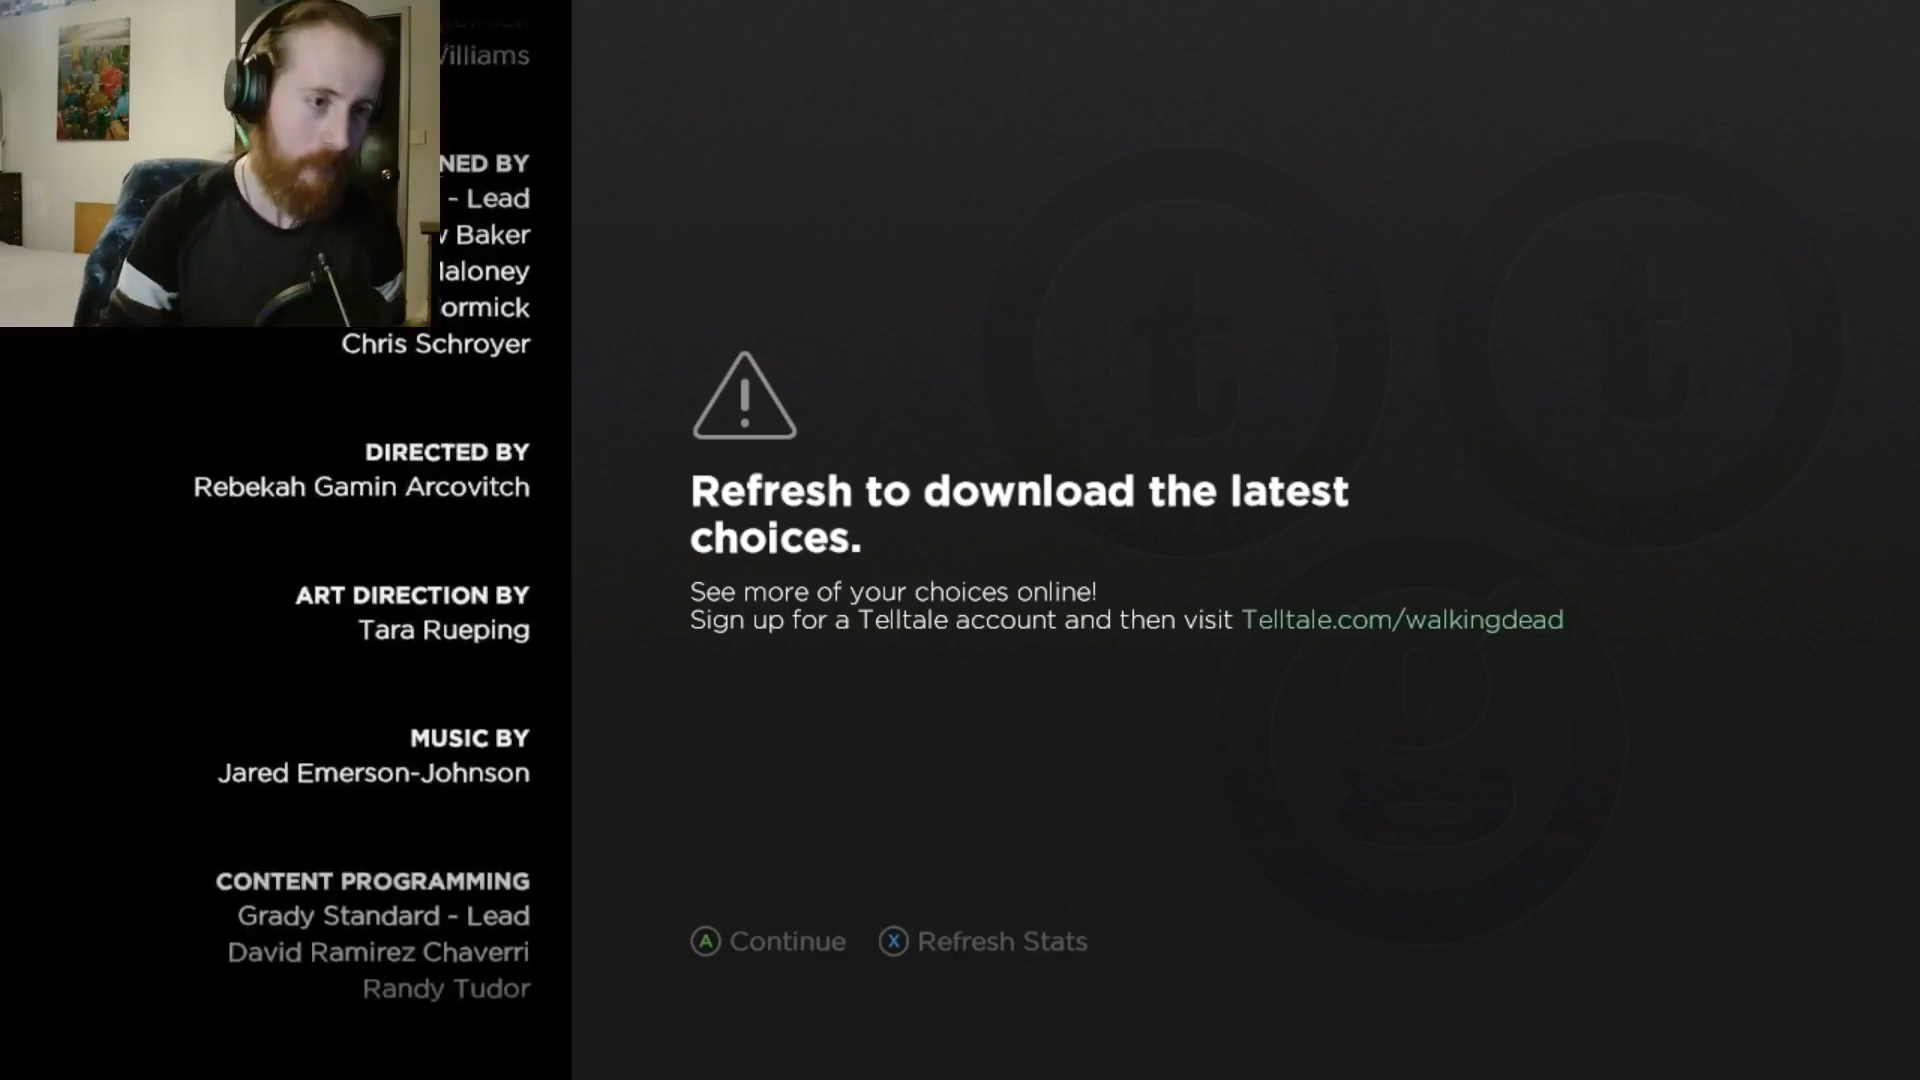 Williams
NED BY
- Lead
Baker
Maloney
ormick
Chris Schroyer
DIRECTED BY
Rebekah Gamin Arcovitch
ART DIRECTION BY
Tara Rueping
MUSIC BY
Jared Emerson-Johnson
CONTENT PROGRAMMING
Grady Standard - Lead
David Ramirez Chaverri
Randy Tudor
t t g
Refresh to download the latest
choices.
See more of your choices online!
Sign up for a Telltale account and then visit Telltale.com/walkingdead
A Continue X Refresh Stats